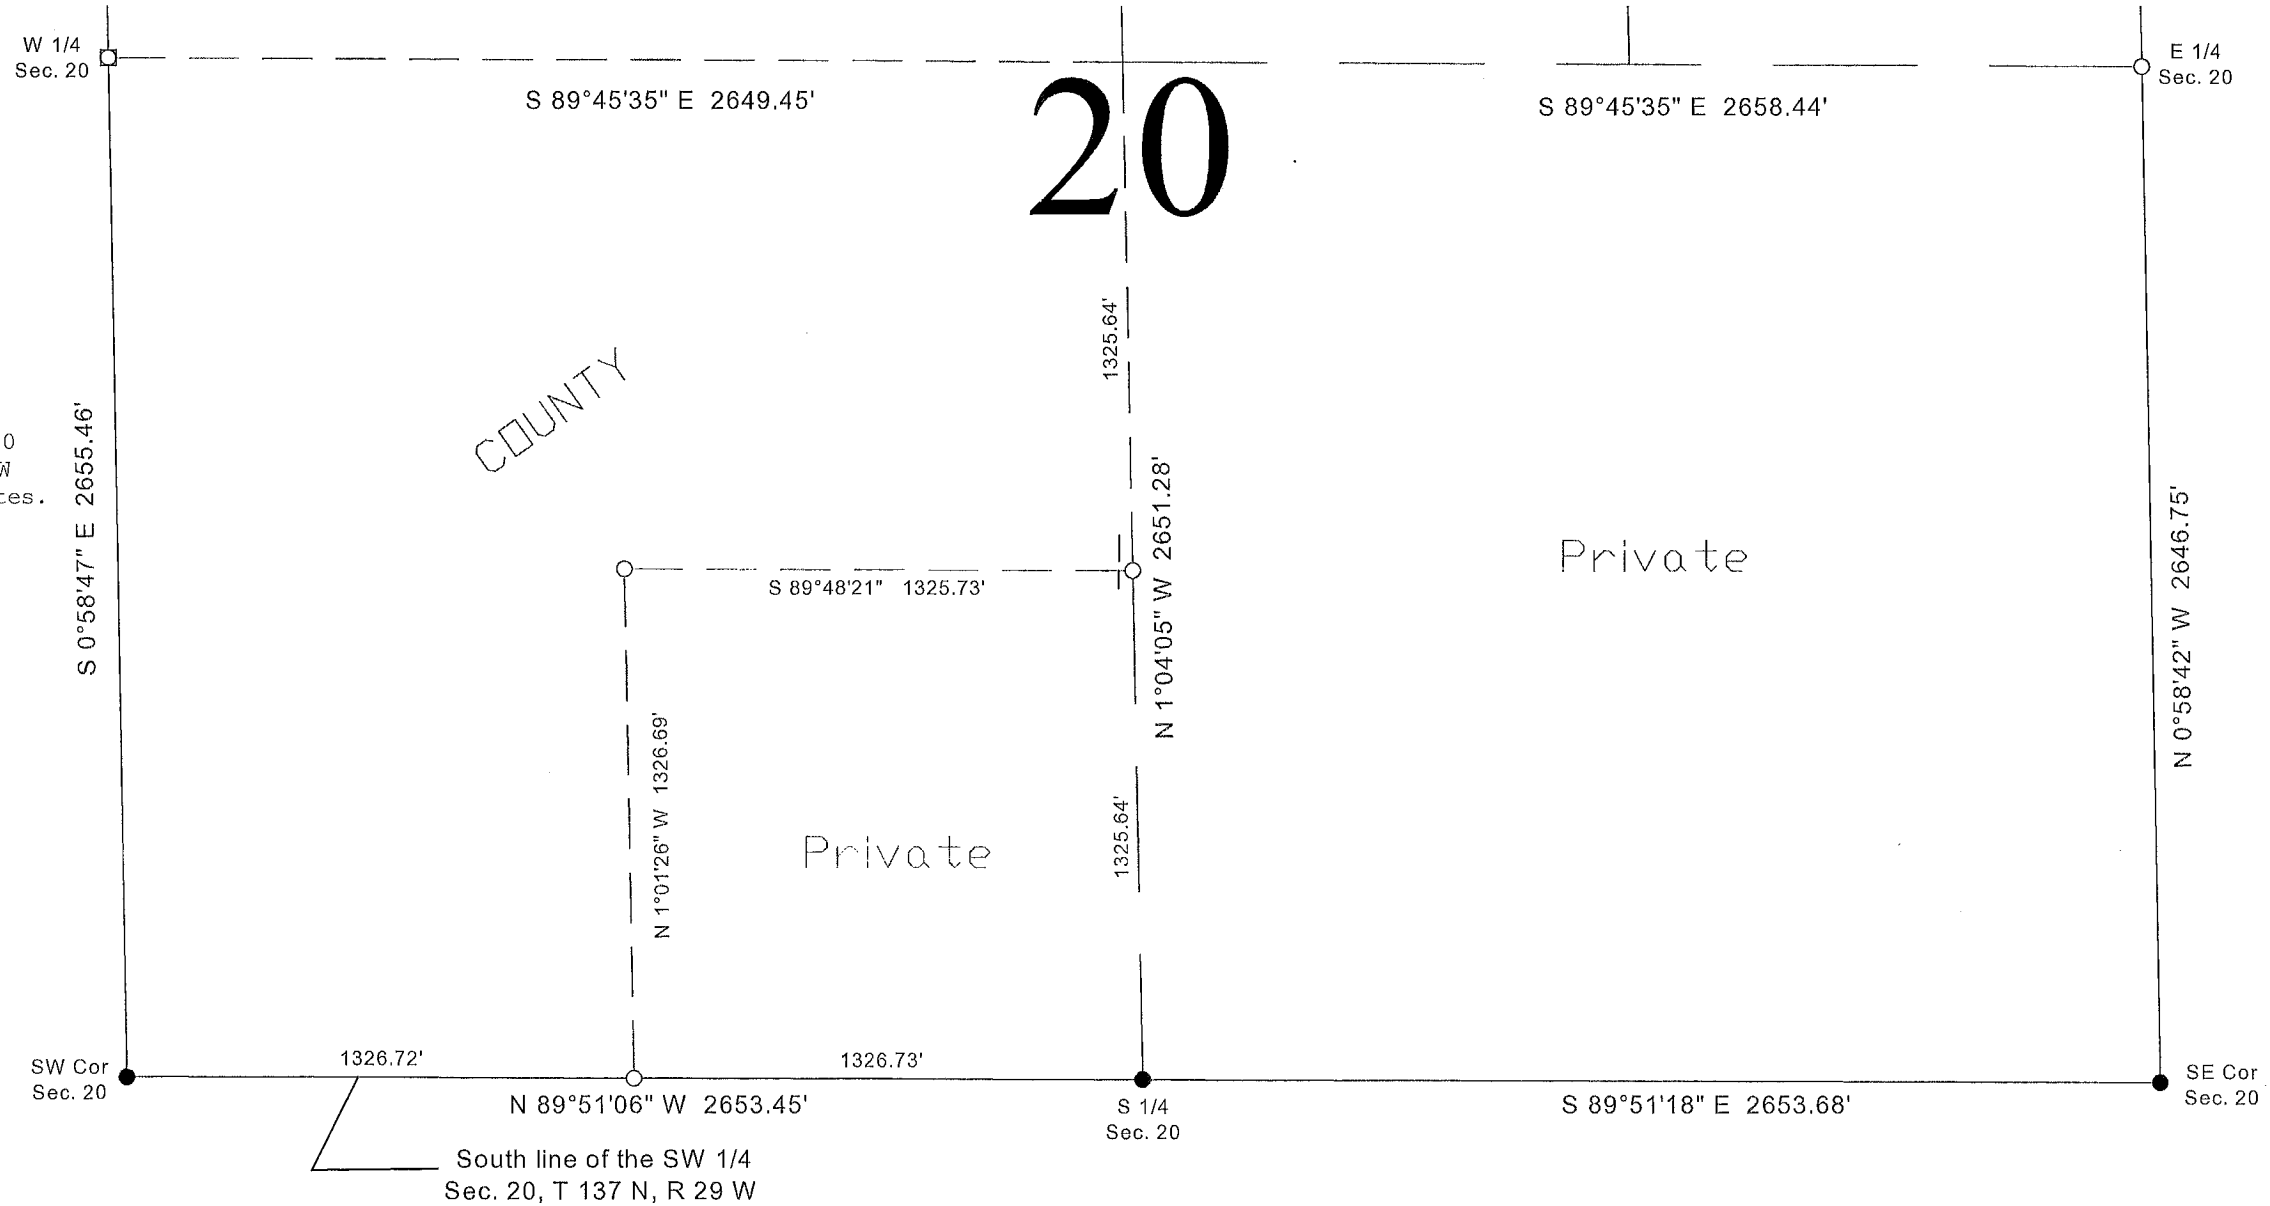 W 1/4
Sec. 20
E 1/4
Sec. 20
S 89°45'35" E 2649.45'
S 89°45'35" E 2658.44'
20
1325.64'
COUNTY
0
W
tes.
S 0°58'47" E 2655.46'
N 1°04'05" W 2651.28'
N 0°58'42" W 2646.75'
Private
S 89°48'21" 1325.73'
N 1°01'26" W 1326.69'
Private
1325.64'
SW Cor
Sec. 20
1326.72'
1326.73'
SE Cor
Sec. 20
N 89°51'06" W 2653.45'
S 1/4
Sec. 20
S 89°51'18" E 2653.68'
South line of the SW 1/4
Sec. 20, T 137 N, R 29 W